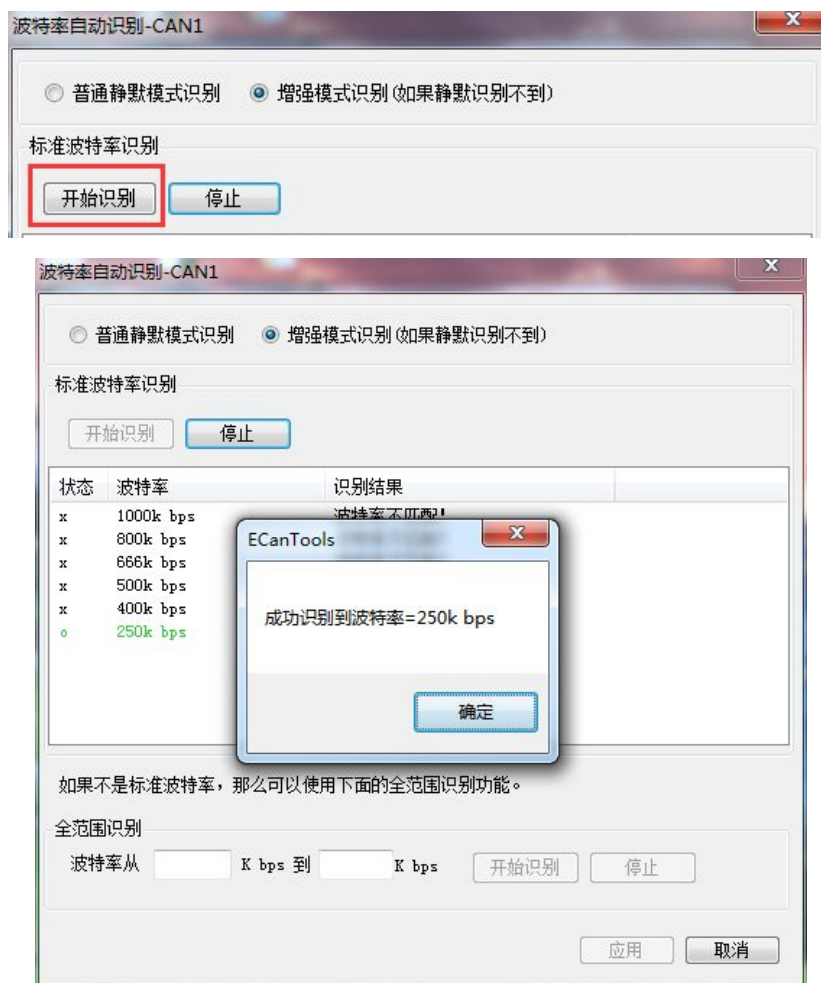 波特率自动识别-CAN1
普通静默模式识别 增强模式识别(如果静默识别不到)
标准波特率识别
开始识别 停止
波特率自动识别-CAN1
普通静默模式识别 增强模式识别(如果静默识别不到)
标准波特率识别
开始识别 停止
状态 波特率 识别结果
x 1000k bps 波特率不匹配!
x 800k bps
x 666k bps
x 500k bps
x 400k bps
o 250k bps
ECanTools
成功识别到波特率=250k bps
确定
如果不是标准波特率，那么可以使用下面的全范围识别功能。
全范围识别
波特率从 K bps 到 K bps 开始识别 停止
应用 取消